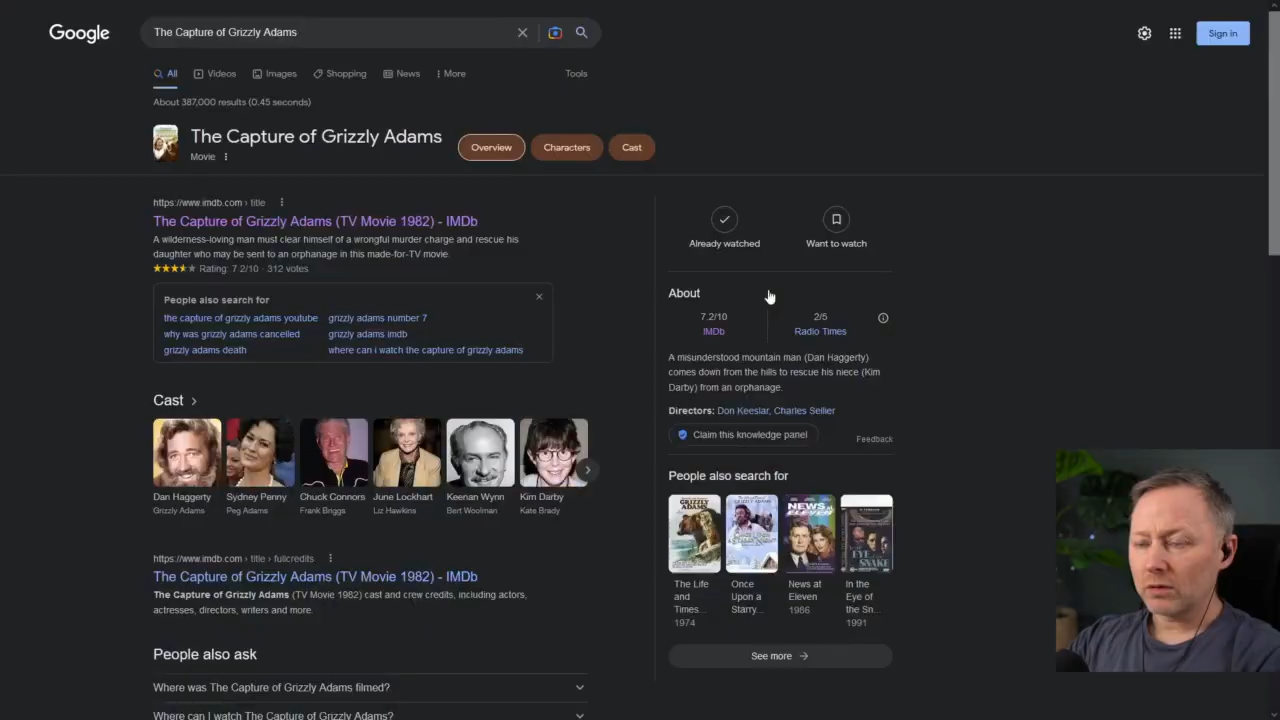 Google
The Capture of Grizzly Adams
Sign in
All
Videos
Images
Shopping
News
More
Tools
About 387,000 results (0.45 seconds)
The Capture of Grizzly Adams
Movie
Overview
Characters
Cast
https://www.imdb.com › title
The Capture of Grizzly Adams (TV Movie 1982) - IMDb
A wilderness-loving man must clear himself of a wrongful murder charge and rescue his
daughter who may be sent to an orphanage in this made-for-TV movie.
Rating: 7.2/10 · 312 votes
People also search for
the capture of grizzly adams youtube
grizzly adams number 7
why was grizzly adams cancelled
grizzly adams imdb
grizzly adams death
where can i watch the capture of grizzly adams
Cast
Dan Haggerty
Grizzly Adams
Sydney Penny
Peg Adams
Chuck Connors
Frank Briggs
June Lockhart
Liz Hawkins
Keenan Wynn
Bert Woolman
Kim Darby
Kate Brady
https://www.imdb.com › title › fullcredits
The Capture of Grizzly Adams (TV Movie 1982) - IMDb
The Capture of Grizzly Adams (TV Movie 1982) cast and crew credits, including actors,
actresses, directors, writers and more.
People also ask
Where was The Capture of Grizzly Adams filmed?
Where can I watch The Capture of Grizzly Adams?
Already watched
Want to watch
About
7.2/10
IMDb
2/5
Radio Times
A misunderstood mountain man (Dan Haggerty)
comes down from the hills to rescue his niece (Kim
Darby) from an orphanage.
Directors: Don Keeslar, Charles Sellier
Claim this knowledge panel
Feedback
People also search for
GRIZZLY
ADAMS
NEWS at
ELEVEN
EYE
SNAKE
The Life
and
Times...
1974
Once
Upon a
Starry...
News at
Eleven
1986
In the
Eye of
the Sn...
1991
See more